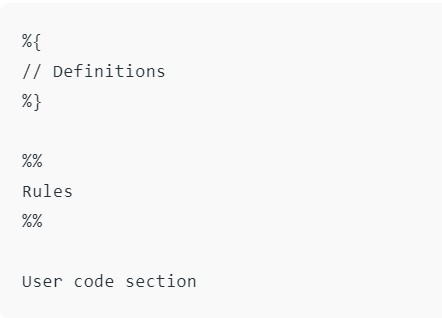 %{
// Definitions
%}
%%
Rules
%%
User code section